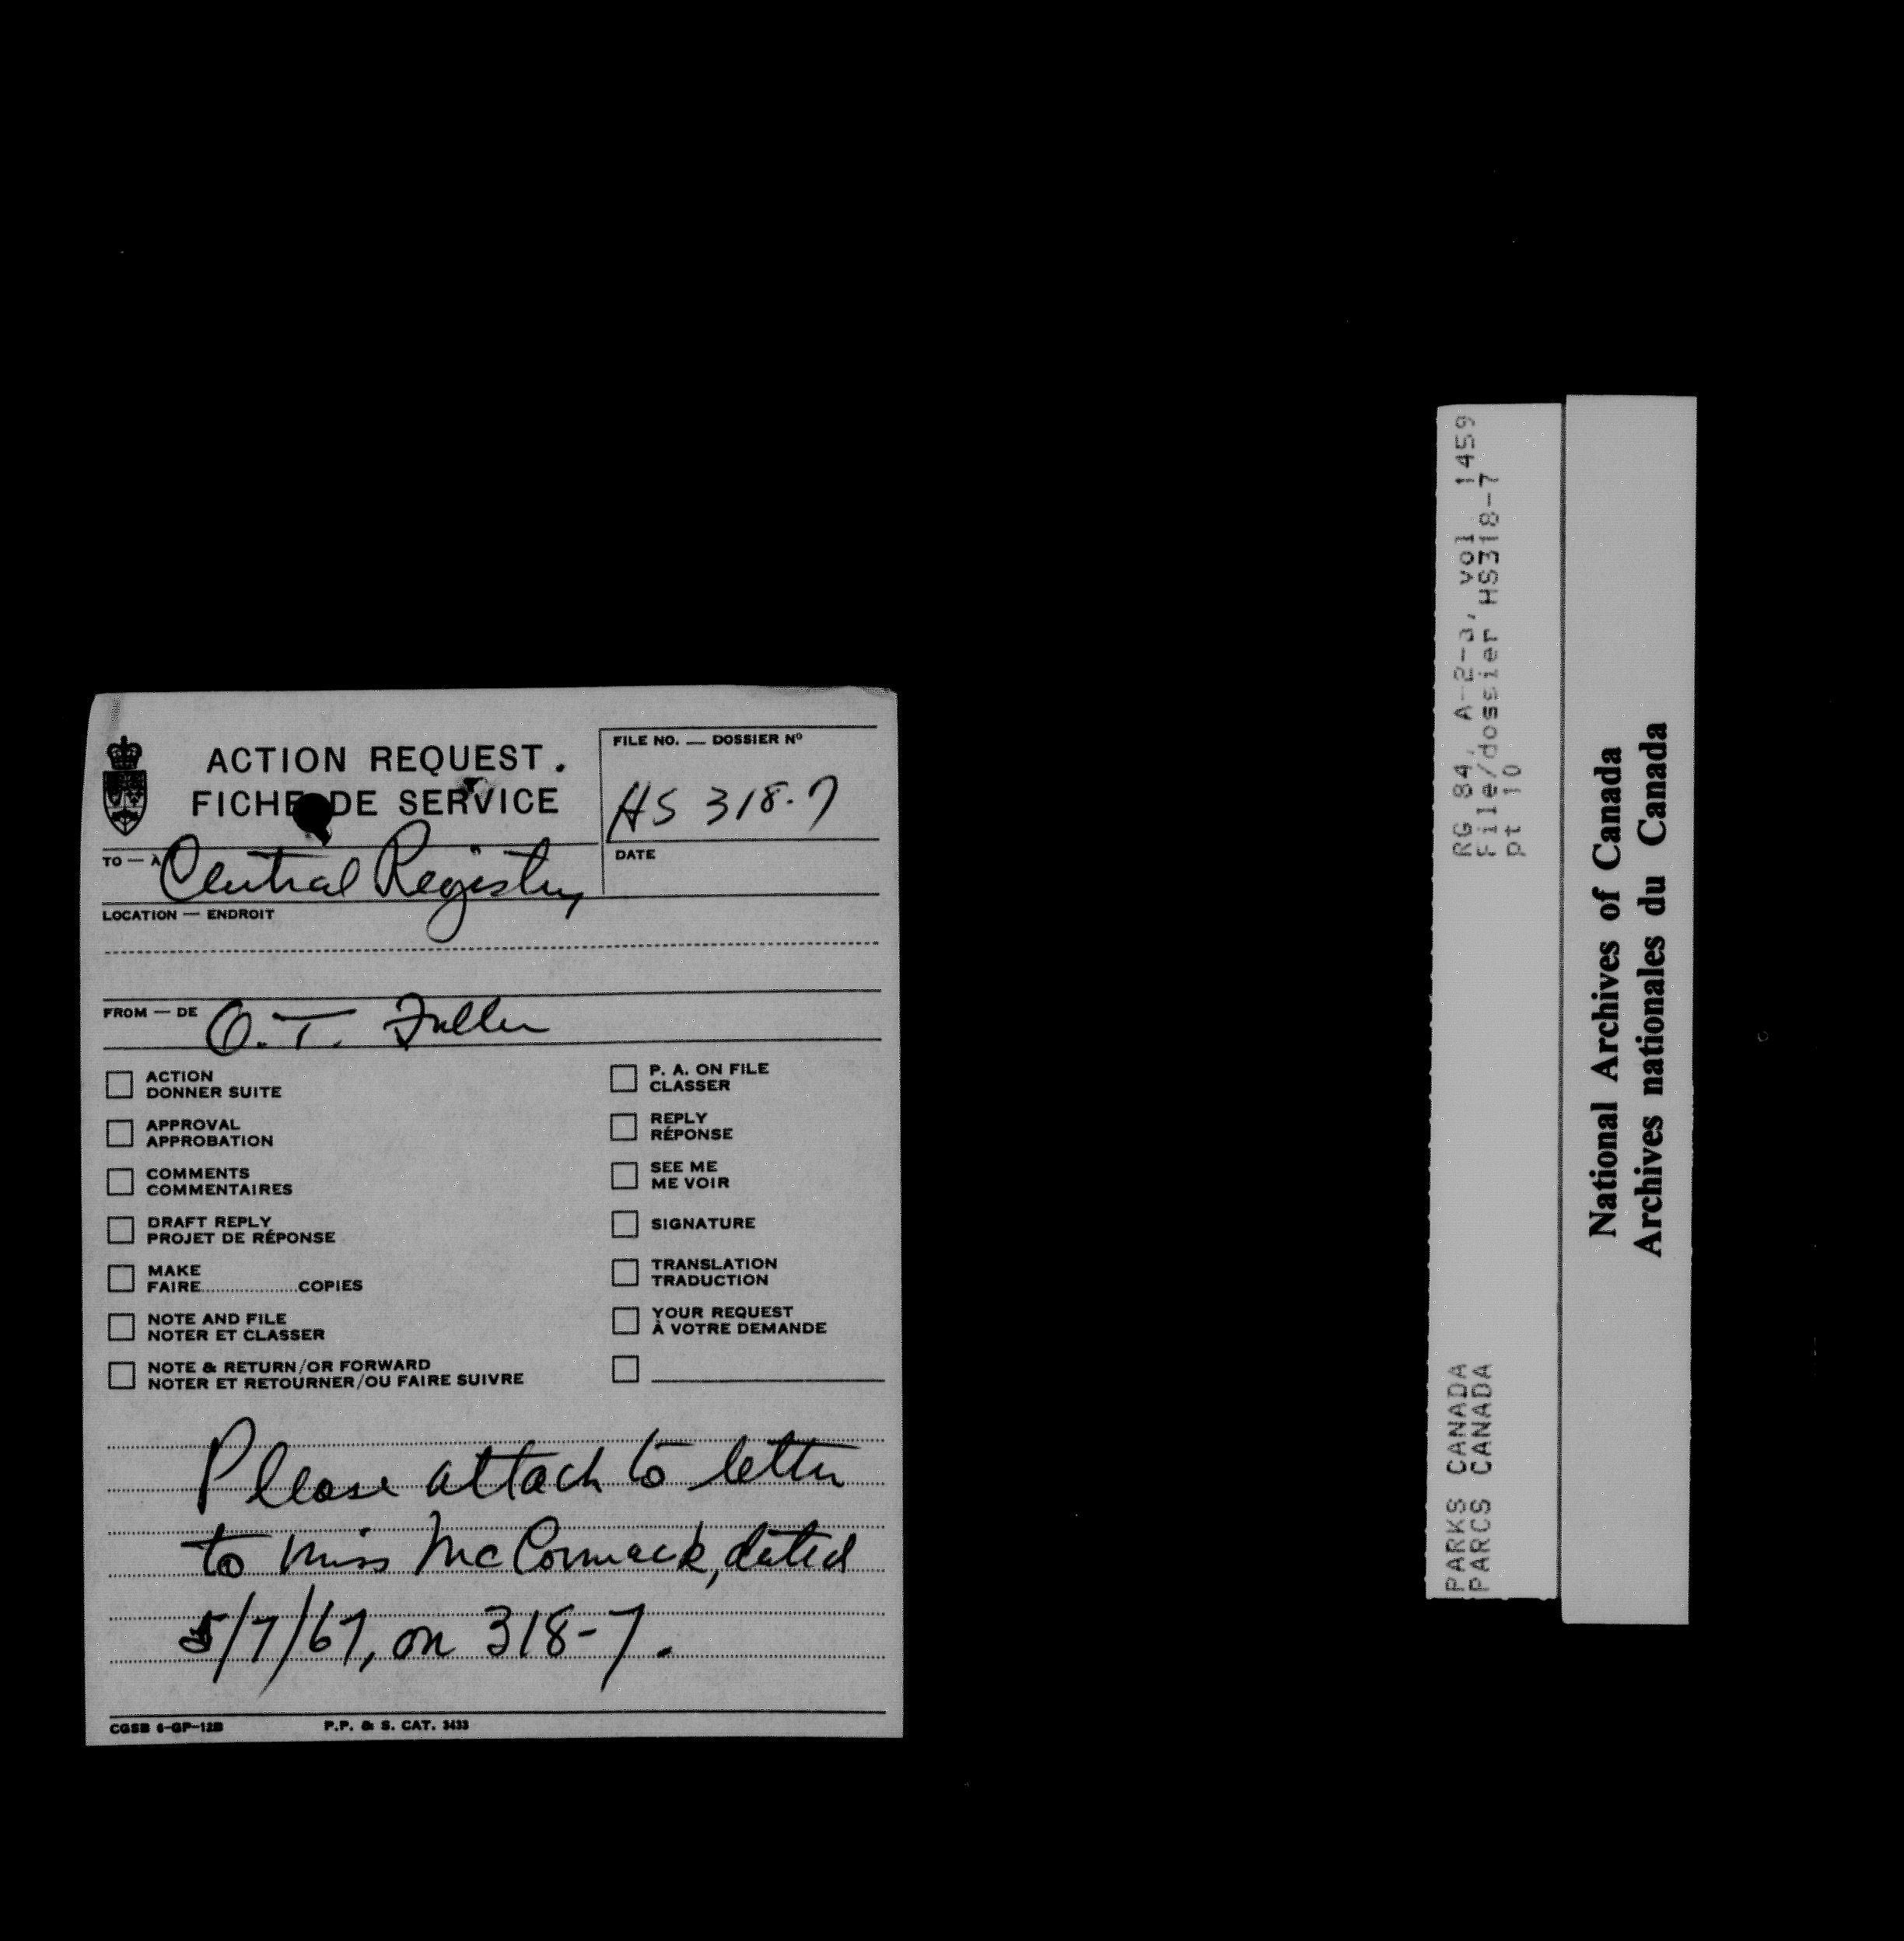 ACTION REQUEST.
FICHE DE SERVICE
FILE NO. — DOSSIER Nº
HS 318-7
TO — À Central Registry
DATE
LOCATION — ENDROIT
FROM — DE O.T. Fuller
ACTION
DONNER SUITE
APPROVAL
APPROBATION
COMMENTS
COMMENTAIRES
DRAFT REPLY
PROJET DE RÉPONSE
MAKE
FAIRE..................COPIES
NOTE AND FILE
NOTER ET CLASSER
NOTE & RETURN/OR FORWARD
NOTER ET RETOURNER/OU FAIRE SUIVRE
P. A. ON FILE
CLASSER
REPLY
RÉPONSE
SEE ME
ME VOIR
SIGNATURE
TRANSLATION
TRADUCTION
YOUR REQUEST
À VOTRE DEMANDE
Please attach to letter
to Miss McCormack, dated
5/7/67, on 318-7.
CGSB 6-GP-12B P.P. & S. CAT. 3433
PARKS CANADA RG 84, A-2-a, vol. 1459
PARCS CANADA File/dossier HS318-7
pt 10
National Archives of Canada
Archives nationales du Canada